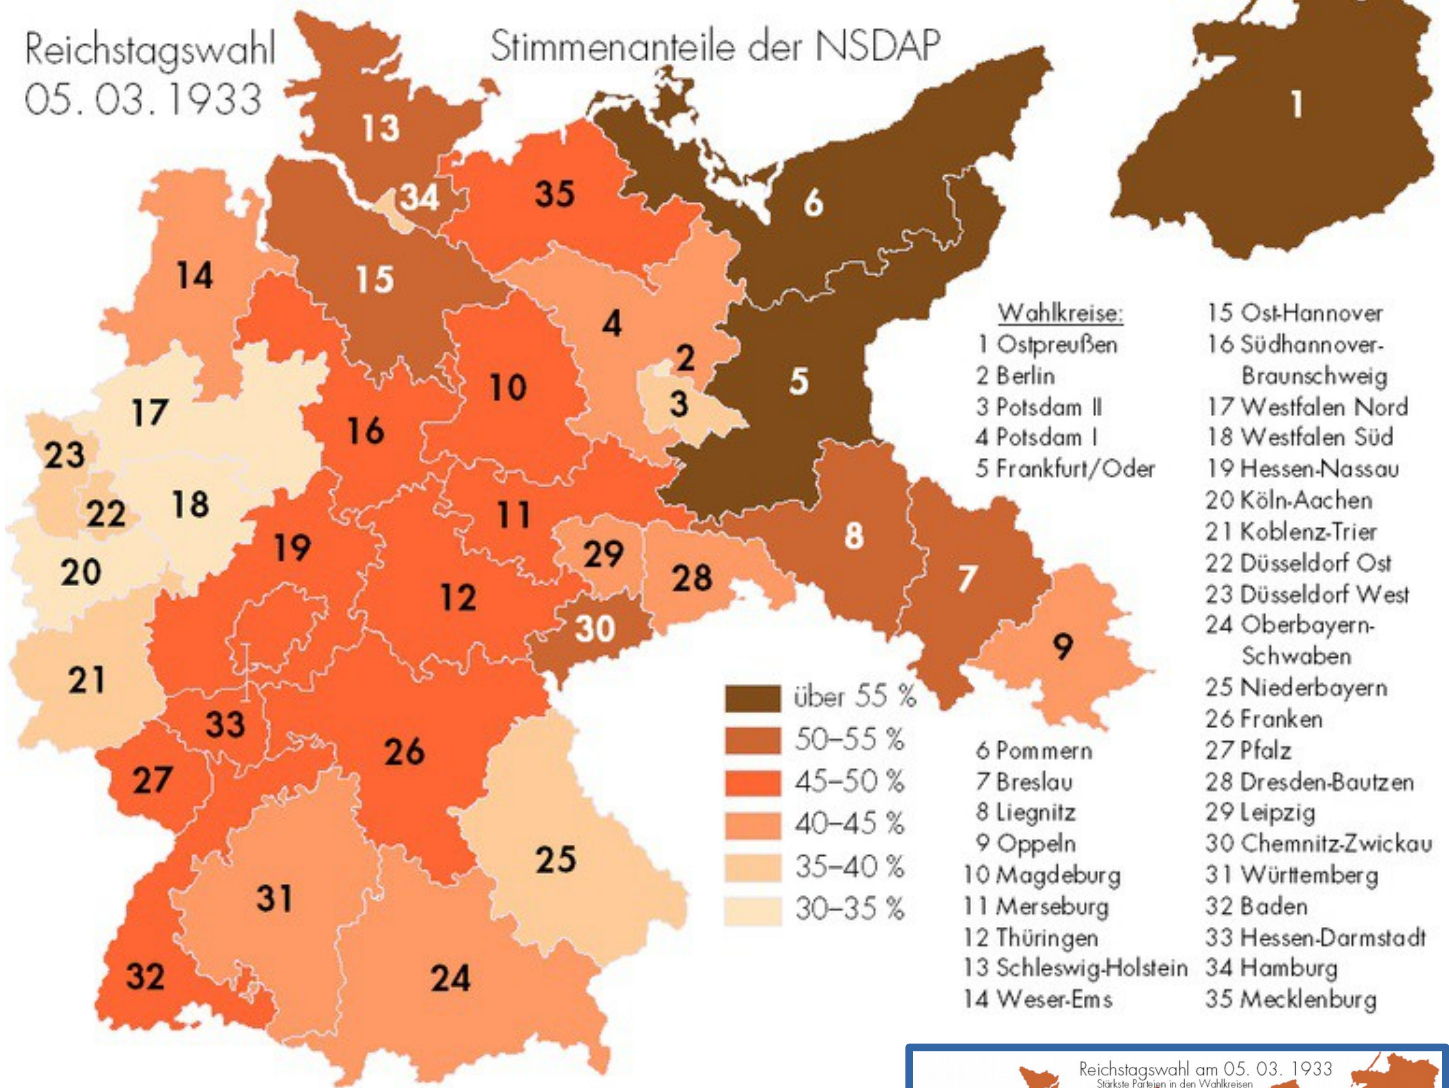 Reichstagswahl
05. 03. 1933
Stimmenanteile der NSDAP
1
13
34
35
6
14
15
4
2
3
5
10
17
16
23
22
18
11
19
20
29
28
8
7
12
30
9
21
33
26
27
25
31
32
24
über 55 %
50–55 %
45–50 %
40–45 %
35–40 %
30–35 %
Wahlkreise:
1 Ostpreußen
2 Berlin
3 Potsdam II
4 Potsdam I
5 Frankfurt/Oder
6 Pommern
7 Breslau
8 Liegnitz
9 Oppeln
10 Magdeburg
11 Merseburg
12 Thüringen
13 Schleswig-Holstein
14 Weser-Ems
15 Ost-Hannover
16 Südhannover-
Braunschweig
17 Westfalen Nord
18 Westfalen Süd
19 Hessen-Nassau
20 Köln-Aachen
21 Koblenz-Trier
22 Düsseldorf Ost
23 Düsseldorf West
24 Oberbayern-
Schwaben
25 Niederbayern
26 Franken
27 Pfalz
28 Dresden-Bautzen
29 Leipzig
30 Chemnitz-Zwickau
31 Württemberg
32 Baden
33 Hessen-Darmstadt
34 Hamburg
35 Mecklenburg
Reichstagswahl am 05. 03. 1933
Stärkste Parteien in den Wahlkreisen